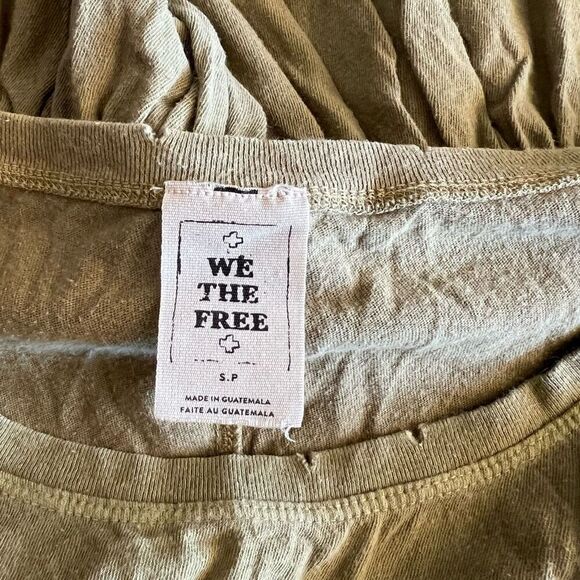 WE
THE
FREE
S.P
MADE IN GUATEMALA
FAITE AU GUATEMALA